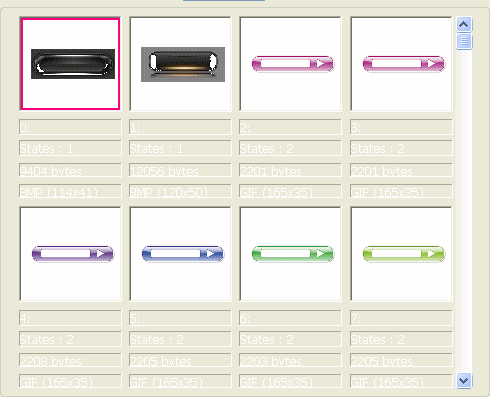 0:
1:
2:
3:
States : 1
States : 1
States : 2
States : 2
9404 bytes
12056 bytes
2201 bytes
2201 bytes
BMP (114x41)
BMP (120x50)
GIF (165x35)
GIF (165x35)
4:
5:
6:
7:
States : 2
States : 2
States : 2
States : 2
2208 bytes
2205 bytes
2203 bytes
2205 bytes
GIF (165x35)
GIF (165x35)
GIF (165x35)
GIF (165x35)